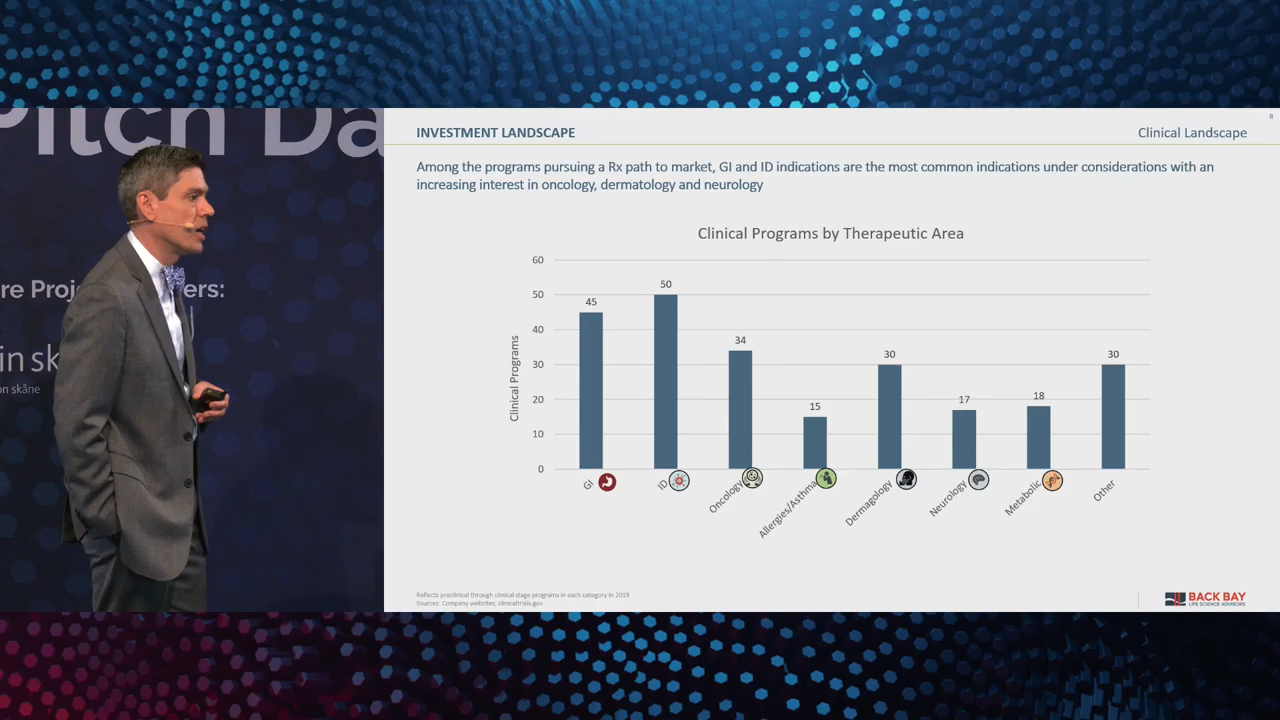 Pitch Da
re Proj
ers:
in sk
on skåne
8
INVESTMENT LANDSCAPE
Clinical Landscape
Among the programs pursuing a Rx path to market, GI and ID indications are the most common indications under considerations with an
increasing interest in oncology, dermatology and neurology
Clinical Programs by Therapeutic Area
Clinical Programs
60
50
40
30
20
10
0
45
50
34
15
30
17
18
30
GI
ID
Oncology
Allergies/Asthma
Dermagology
Neurology
Metabolic
Other
Reflects preclinical through clinical stage programs in each category in 2019
Sources: Company websites; clinicaltrials.gov
BACK BAY
LIFE SCIENCE ADVISORS